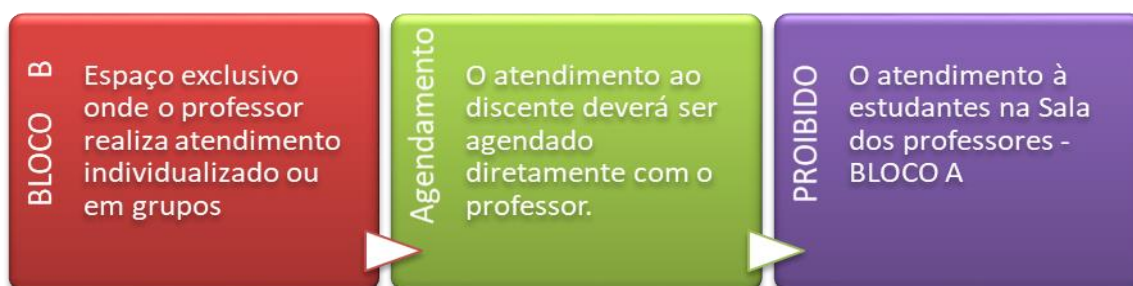 BLOCO B
Espaço exclusivo
onde o professor
realiza atendimento
individualizado ou
em grupos
Agendamento
O atendimento ao
discente deverá ser
agendado
diretamente com o
professor.
PROIBIDO
O atendimento à
estudantes na Sala
dos professores -
BLOCO A